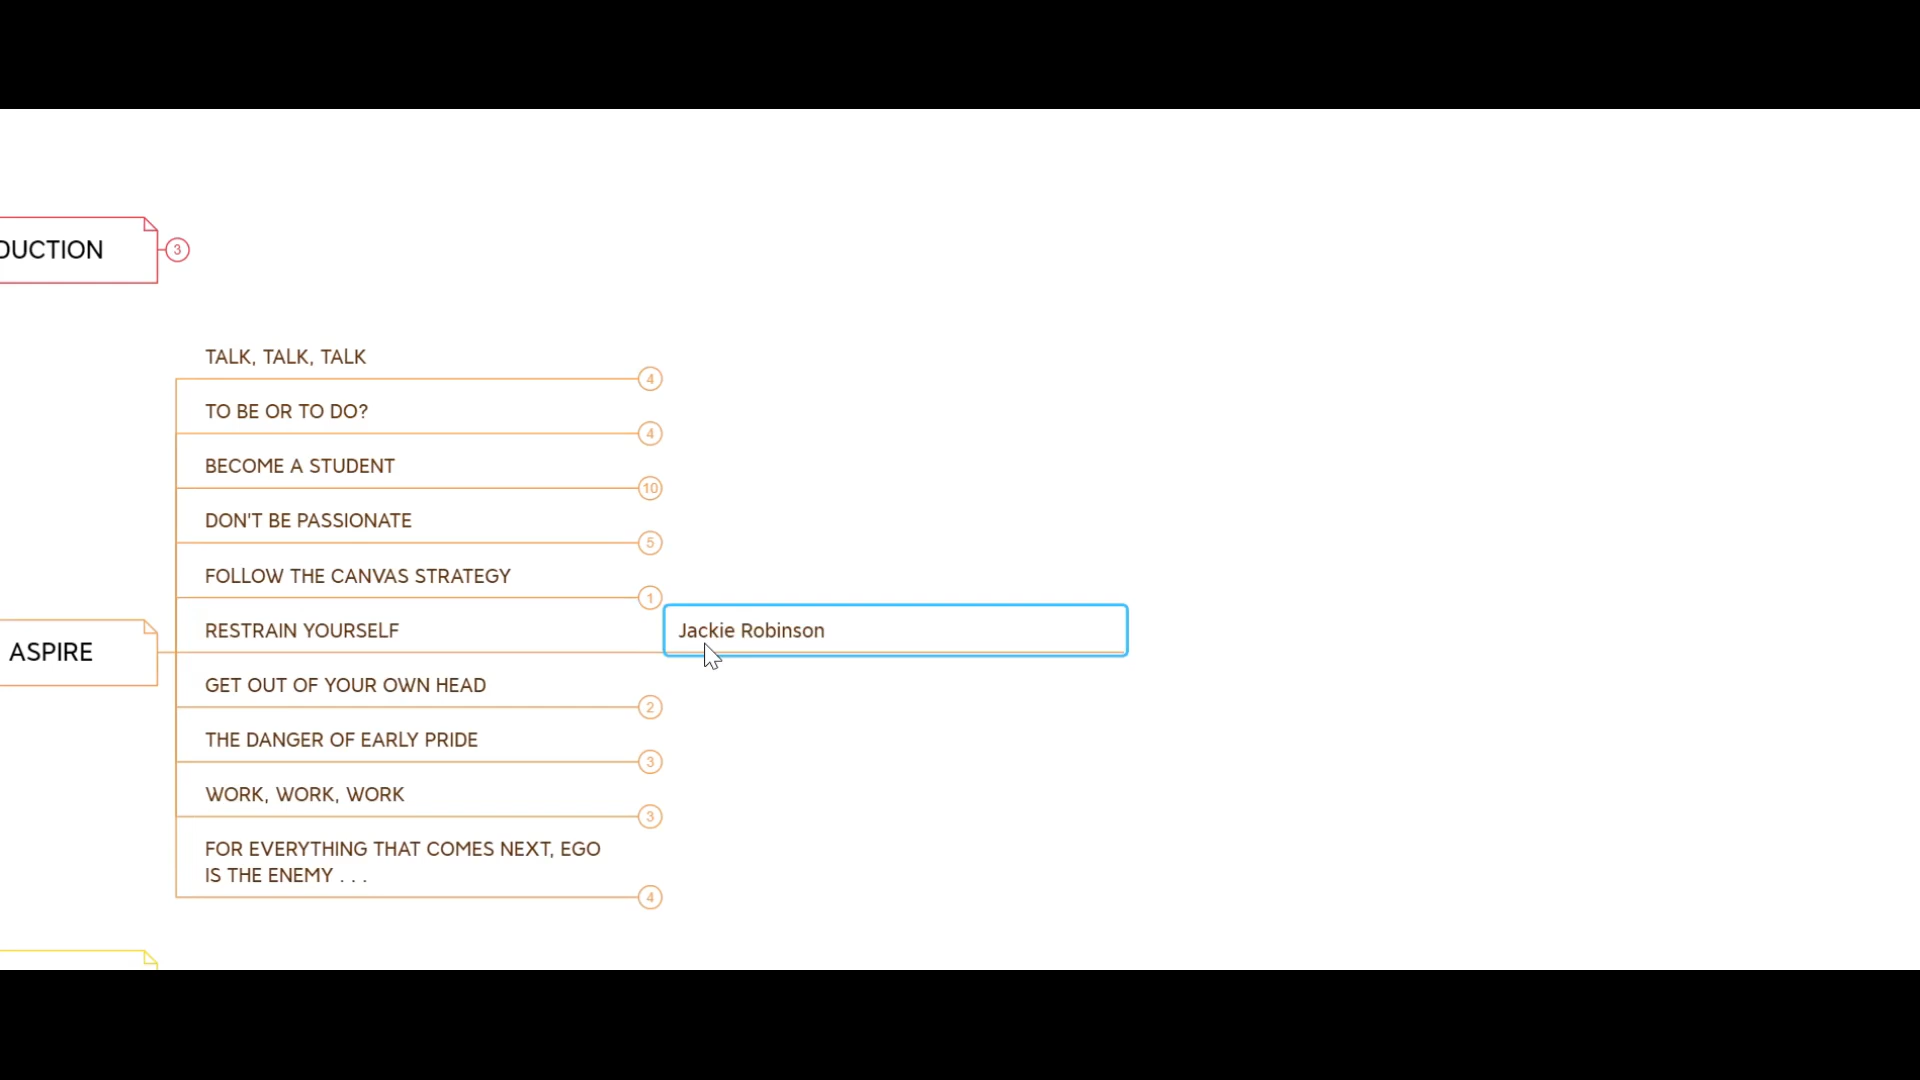 DUCTION
3
TALK, TALK, TALK
4
TO BE OR TO DO?
4
BECOME A STUDENT
10
DON'T BE PASSIONATE
5
FOLLOW THE CANVAS STRATEGY
1
ASPIRE
RESTRAIN YOURSELF
Jackie Robinson
GET OUT OF YOUR OWN HEAD
2
THE DANGER OF EARLY PRIDE
3
WORK, WORK, WORK
3
FOR EVERYTHING THAT COMES NEXT, EGO
IS THE ENEMY . . .
4